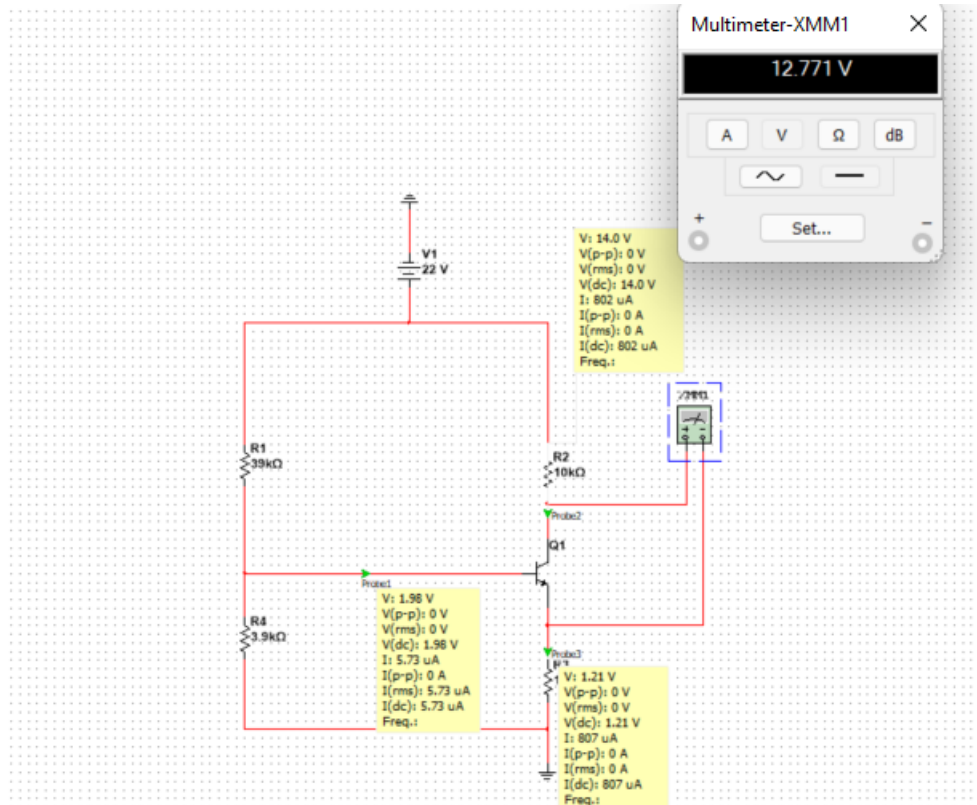 Multimeter-XMM1
12.771 V
A
V
Ω
dB
+
Set...
−
V1
22 V
V: 14.0 V
V(p-p): 0 V
V(rms): 0 V
V(dc): 14.0 V
I: 802 uA
I(p-p): 0 A
I(rms): 0 A
I(dc): 802 uA
Freq.:
XMM1
R1
39kΩ
R2
10kΩ
Probe2
Q1
Probe1
V: 1.98 V
V(p-p): 0 V
V(rms): 0 V
V(dc): 1.98 V
I: 5.73 uA
I(p-p): 0 A
I(rms): 5.73 uA
I(dc): 5.73 uA
Freq.:
R4
3.9kΩ
Probe3
V: 1.21 V
V(p-p): 0 V
V(rms): 0 V
V(dc): 1.21 V
I: 807 uA
I(p-p): 0 A
I(rms): 0 A
I(dc): 807 uA
Freq.: